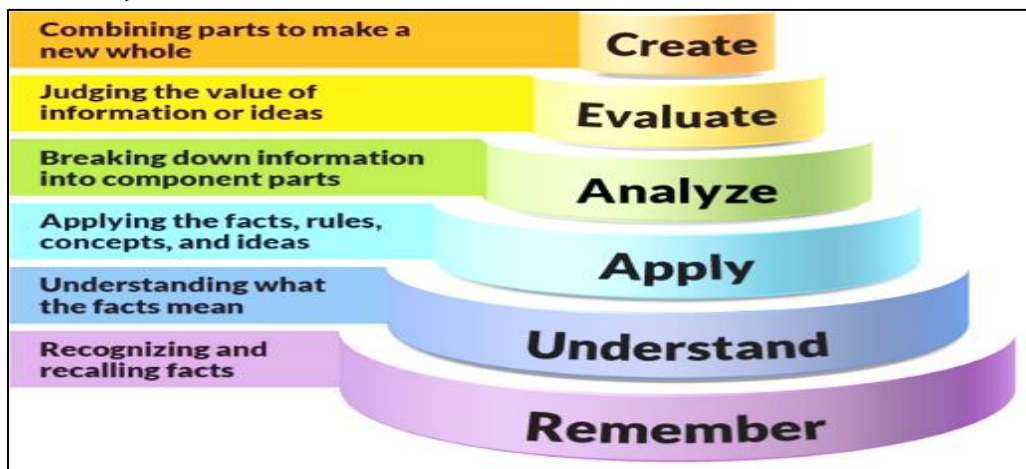 Combining parts to make a
new whole
Create
Judging the value of
information or ideas
Evaluate
Breaking down information
into component parts
Analyze
Applying the facts, rules,
concepts, and ideas
Apply
Understanding what
the facts mean
Understand
Recognizing and
recalling facts
Remember